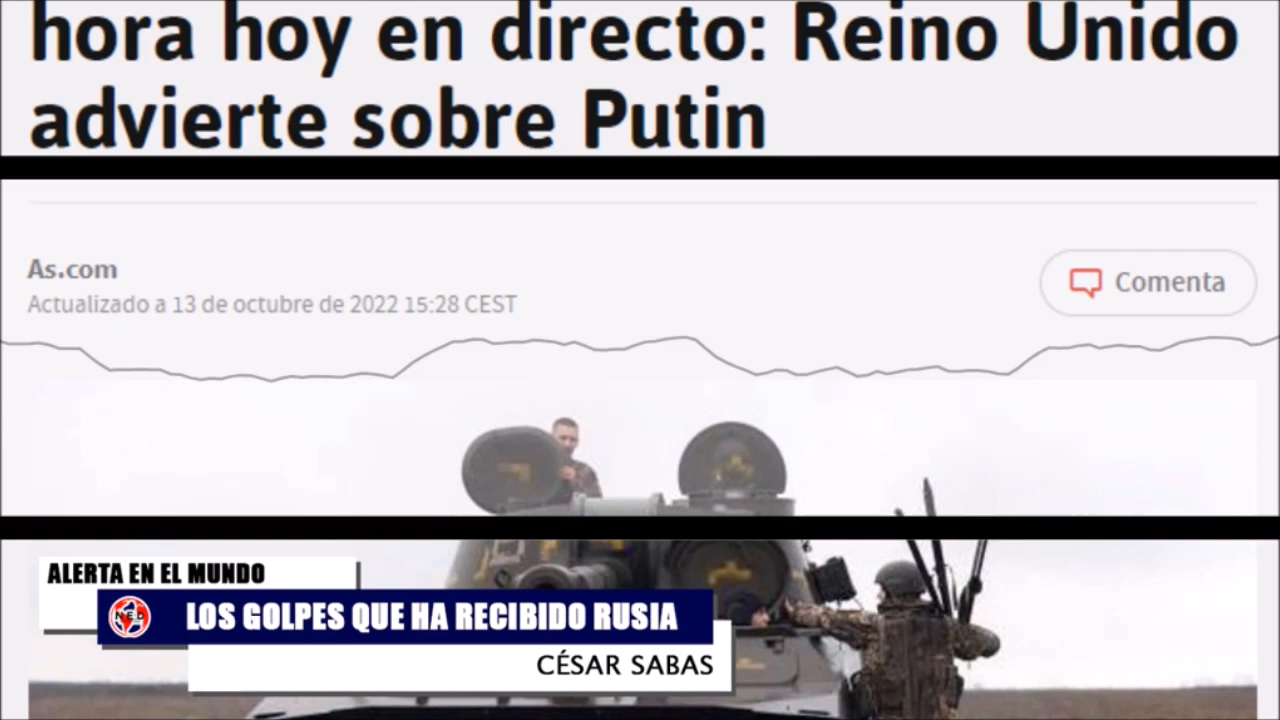 hora hoy en directo: Reino Unido
advierte sobre Putin
As.com
Comenta
Actualizado a 13 de octubre de 2022 15:28 CEST
ALERTA EN EL MUNDO
LOS GOLPES QUE HA RECIBIDO RUSIA
CÉSAR SABAS